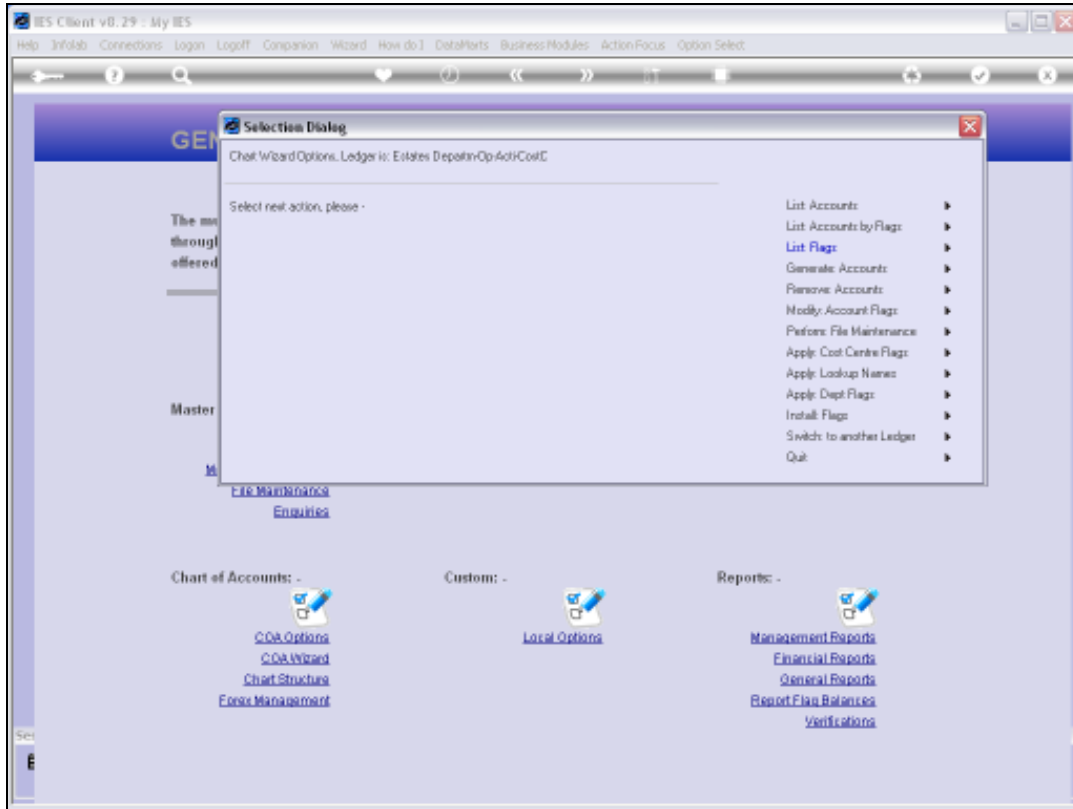 IES Client v8.29 : My IES
Help Infolab Connections Logon Logoff Companion Wizard How do I DataMarts Business Modules Action Focus Option Select
GEN
Selection Dialog
Chart Wizard Options, Ledger is: Estates Departm-Op-Acti-CostC
Select next action, please -
List Accounts
List Accounts by Flags
List Flags
Generate: Accounts
Remove: Accounts
Modify: Account Flags
Perform: File Maintenance
Apply: Cost Centre Flags
Apply: Lookup Names
Apply: Dept Flags
Install: Flags
Switch: to another Ledger
Quit
The
through
offered
Master
M
File Maintenance
Enquiries
Chart of Accounts: -
COA Options
COA Wizard
Chart Structure
Forex Management
Custom: -
Local Options
Reports: -
Management Reports
Financial Reports
General Reports
Report Flag Balances
Verifications